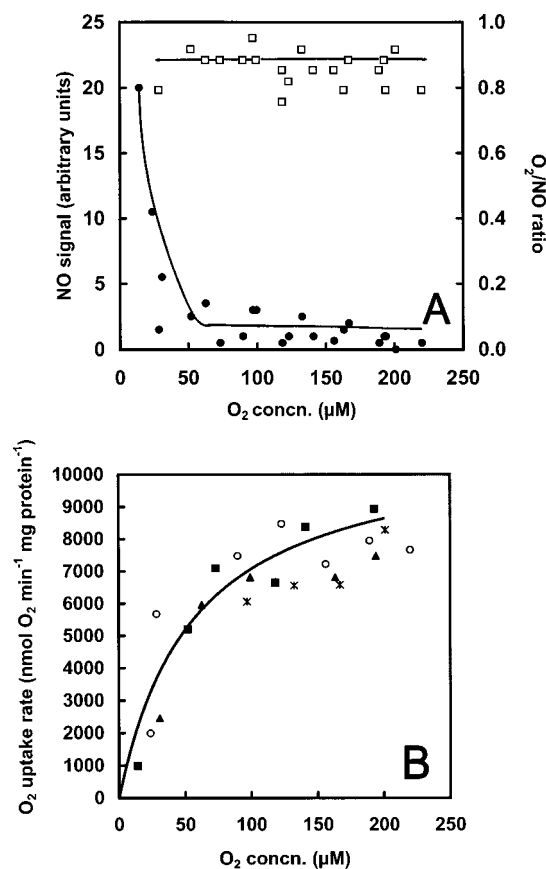 25
20
15
10
5
0
NO signal (arbitrary units)
1.0
0.8
0.6
0.4
0.2
0.0
O₂/NO ratio
A
0 50 100 150 200 250
O₂ concn. (µM)
10000
9000
8000
7000
6000
5000
4000
3000
2000
1000
0
O₂ uptake rate (nmol O₂ min⁻¹ mg protein⁻¹)
B
0 50 100 150 200 250
O₂ concn. (µM)